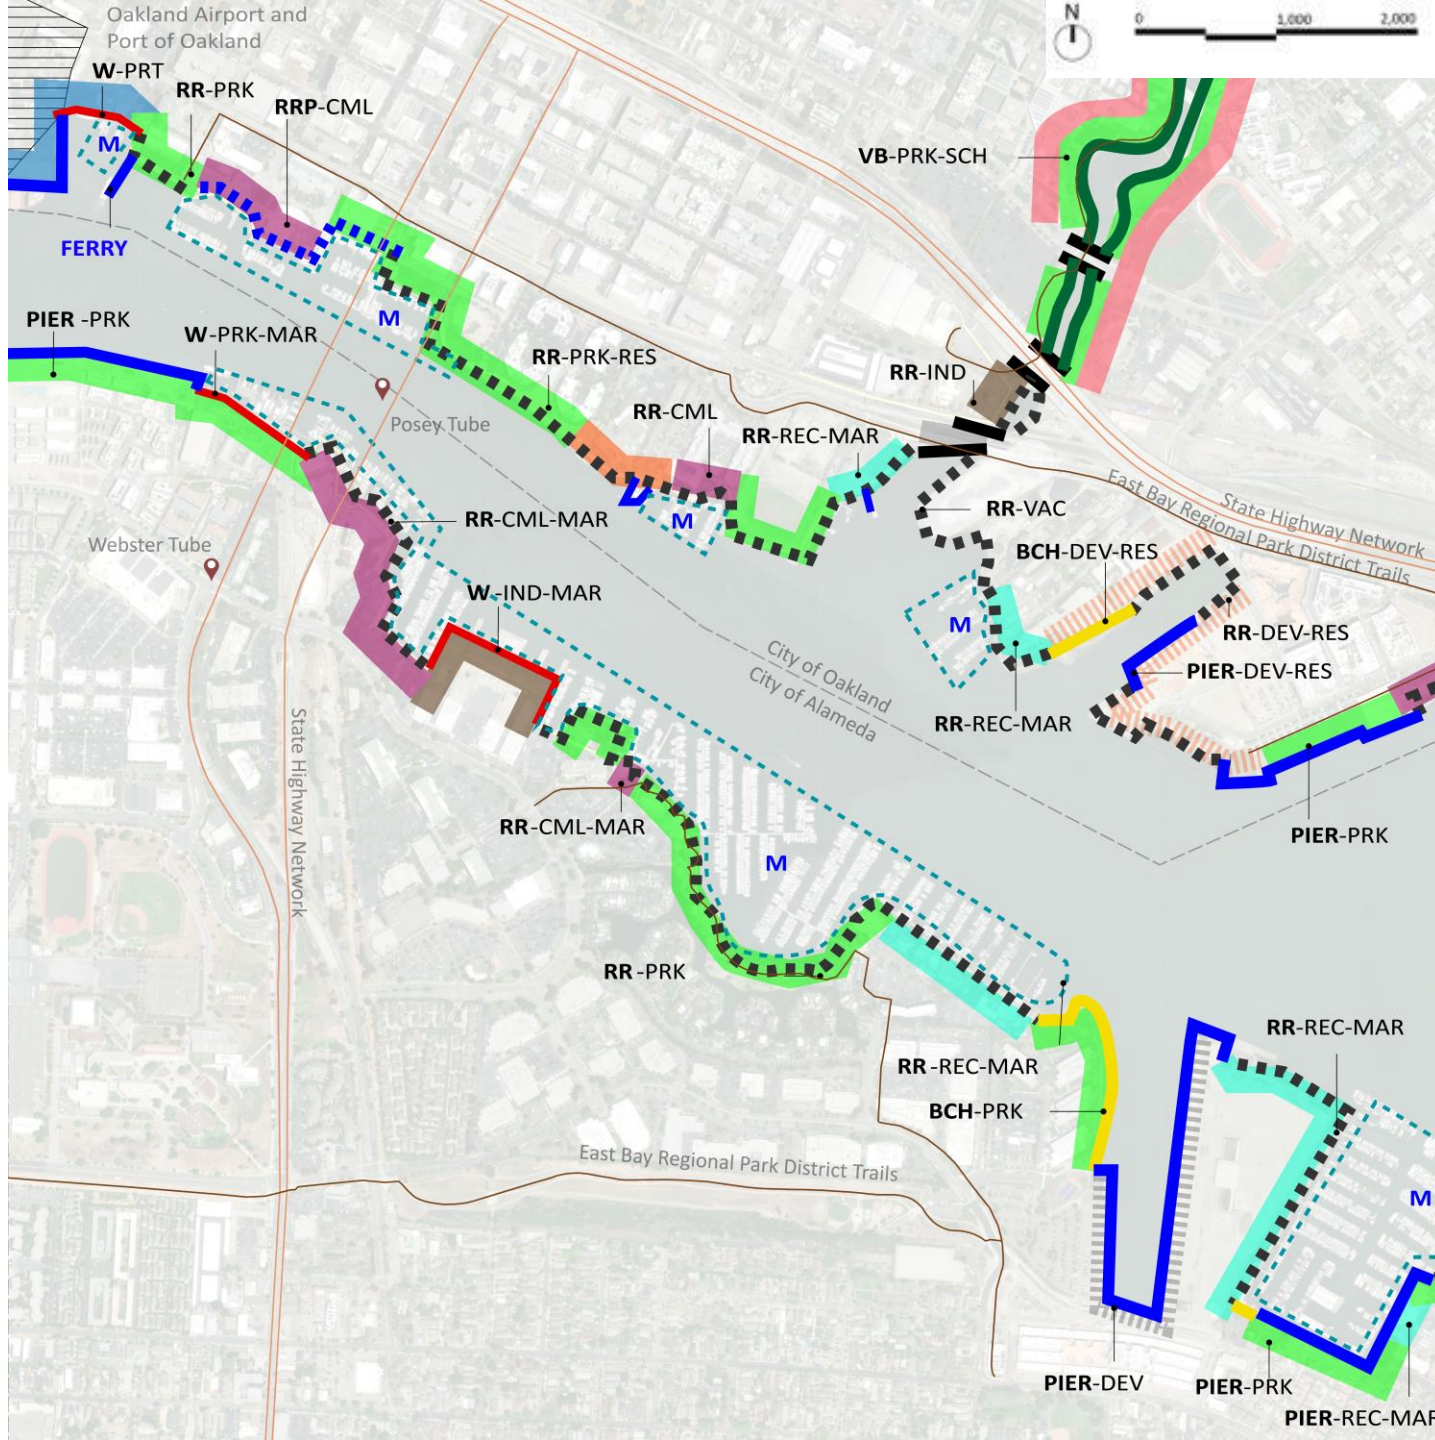 Oakland Airport and
Port of Oakland
N
0 1,000 2,000
W-PRT
RR-PRK
RRP-CML
M
VB-PRK-SCH
FERRY
PIER -PRK
W-PRK-MAR
M
RR-PRK-RES
RR-IND
RR-CML
Posey Tube
RR-REC-MAR
East Bay Regional Park District Trails
State Highway Network
RR-CML-MAR
M
RR-VAC
Webster Tube
BCH-DEV-RES
W-IND-MAR
M
RR-DEV-RES
City of Oakland
City of Alameda
PIER-DEV-RES
RR-REC-MAR
State Highway Network
RR-CML-MAR
PIER-PRK
M
RR -PRK
RR-REC-MAR
RR -REC-MAR
BCH-PRK
East Bay Regional Park District Trails
M
PIER-DEV
PIER-PRK
PIER-REC-MAR